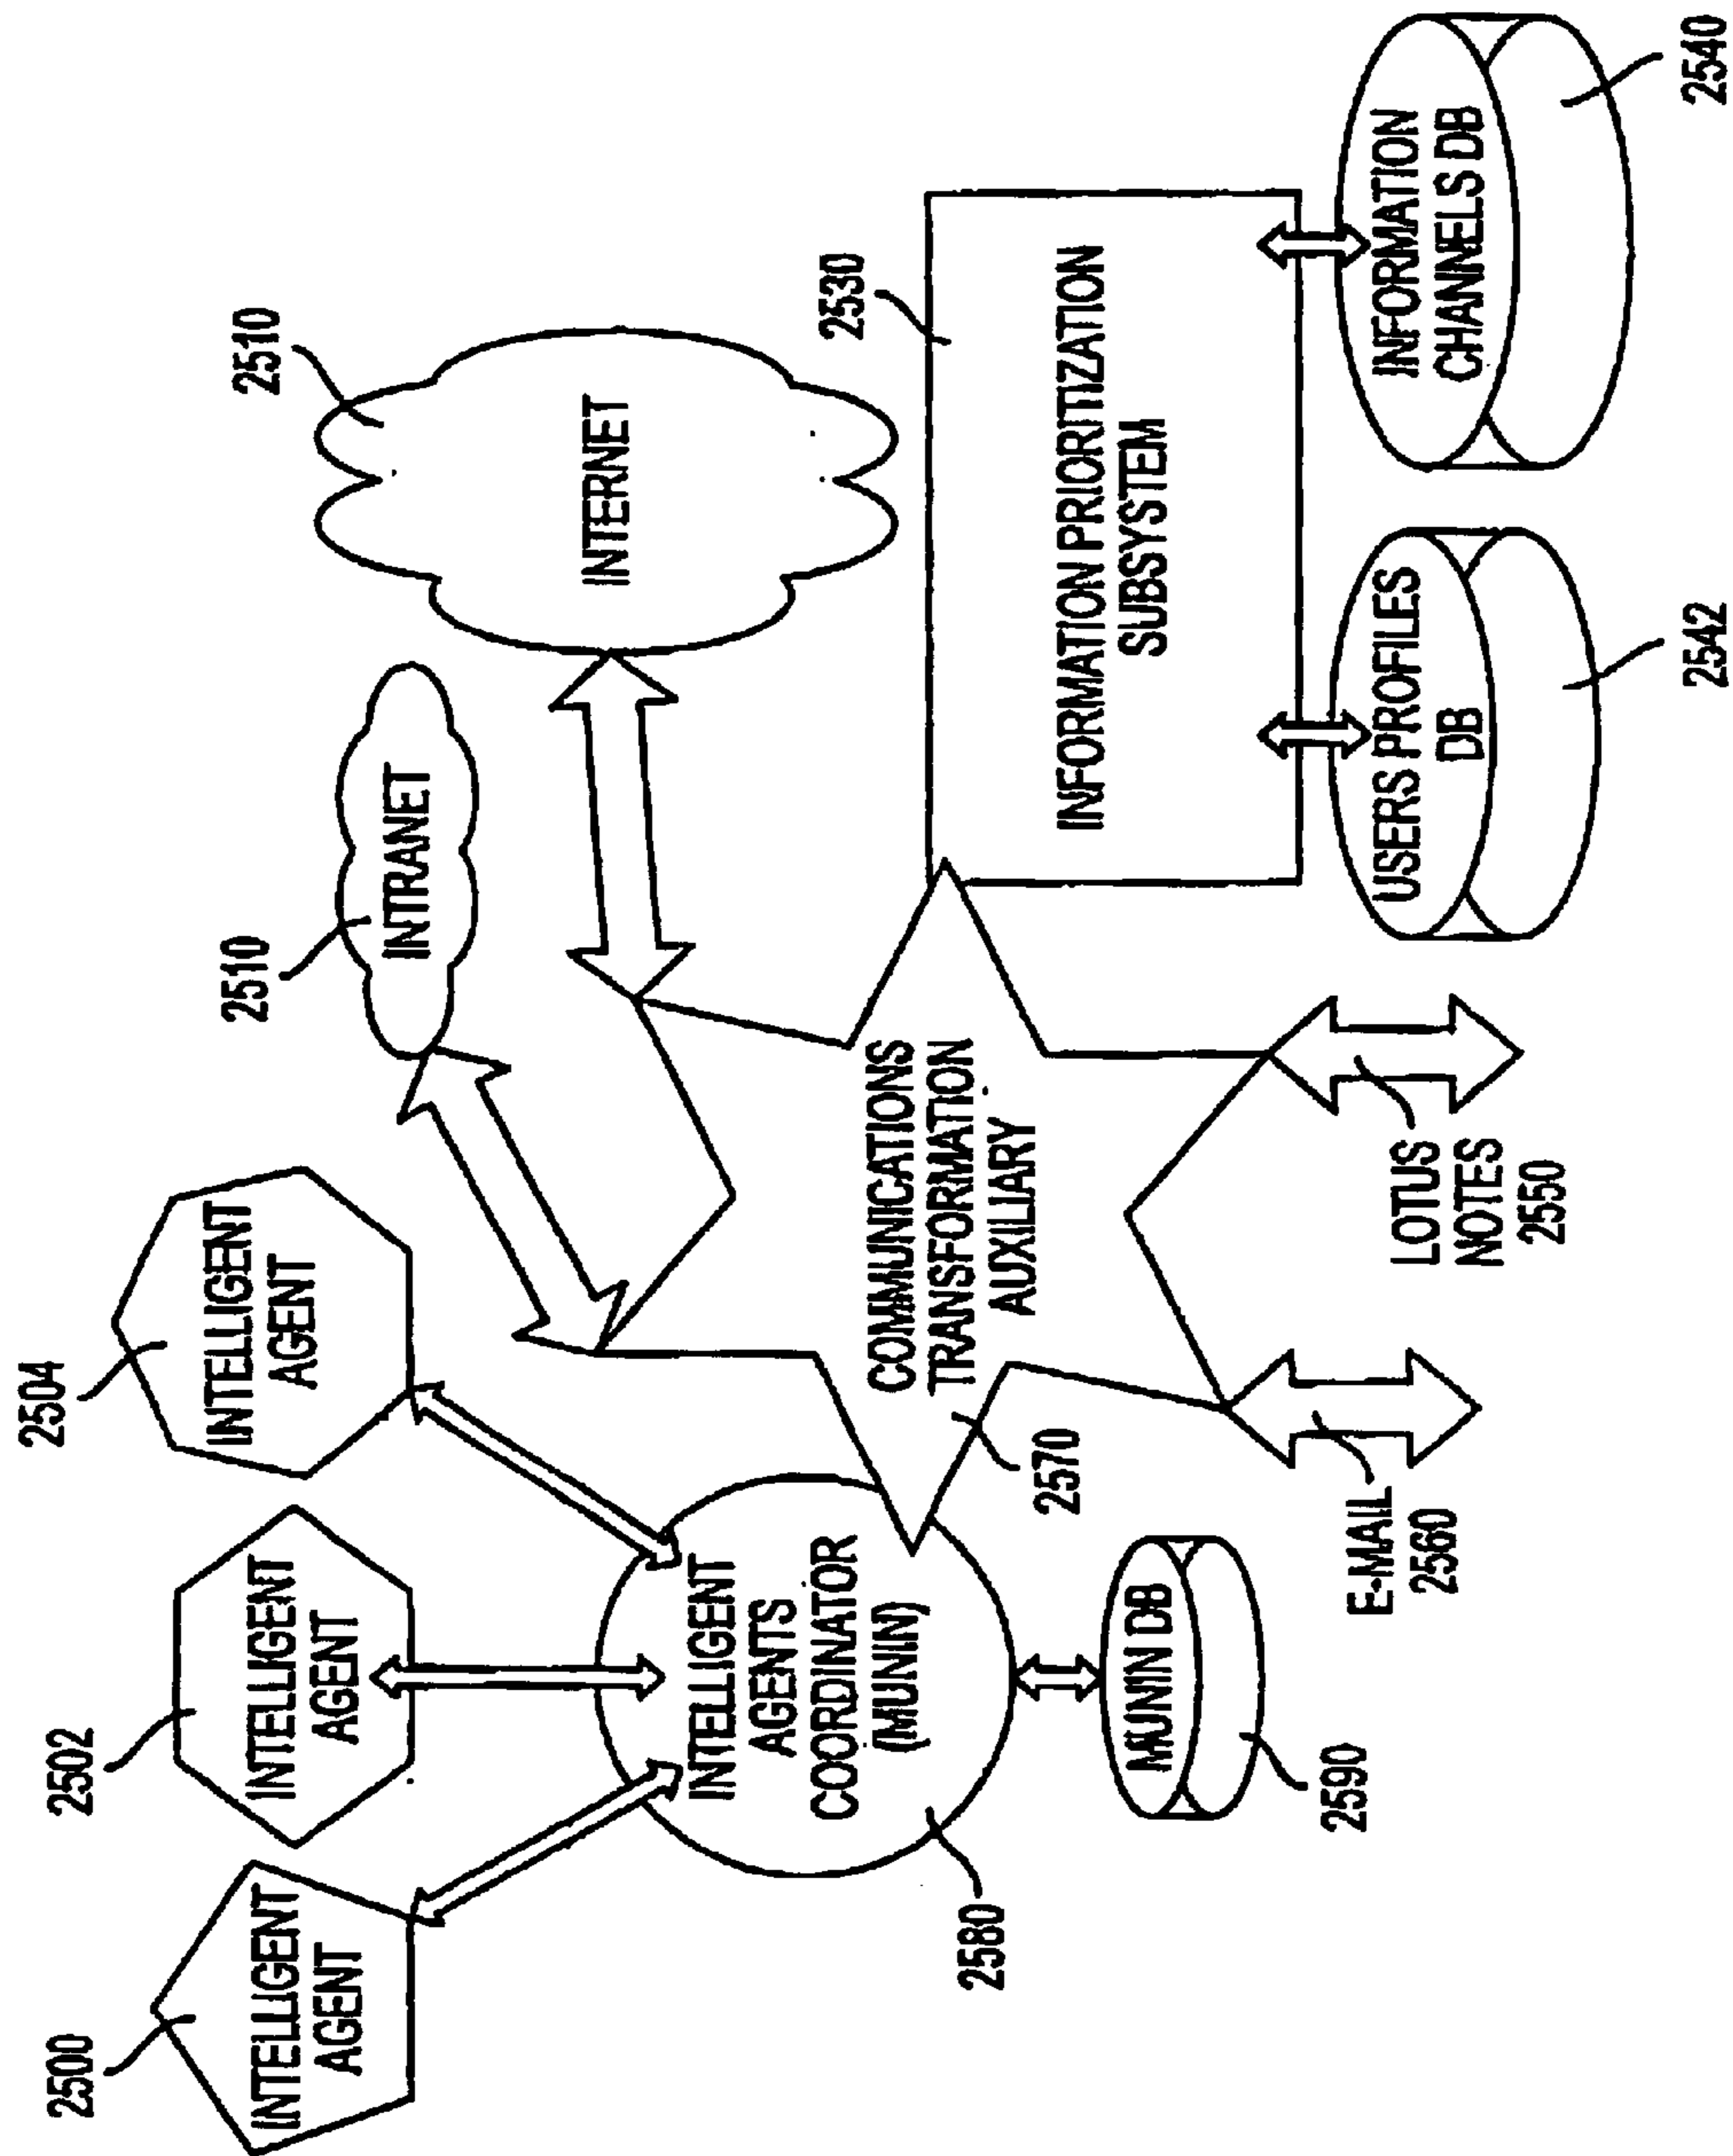 2500
INTELLIGENT
AGENT
2502
INTELLIGENT
AGENT
2504
INTELLIGENT
AGENT
2510
INTRANET
2510
INTERNET
INTELLIGENT
AGENTS
COORDINATOR
(MUNIN)
2580
MUNIN DB
2590
COMMUNICATIONS
TRANSFORMATION
AUXILIARY
2570
E-MAIL
2560
LOTUS
NOTES
2550
2530
INFORMATION PRIORITIZATION
SUBSYSTEM
USERS PROFILES
DB
2542
INFORMATION
CHANNELS DB
2540